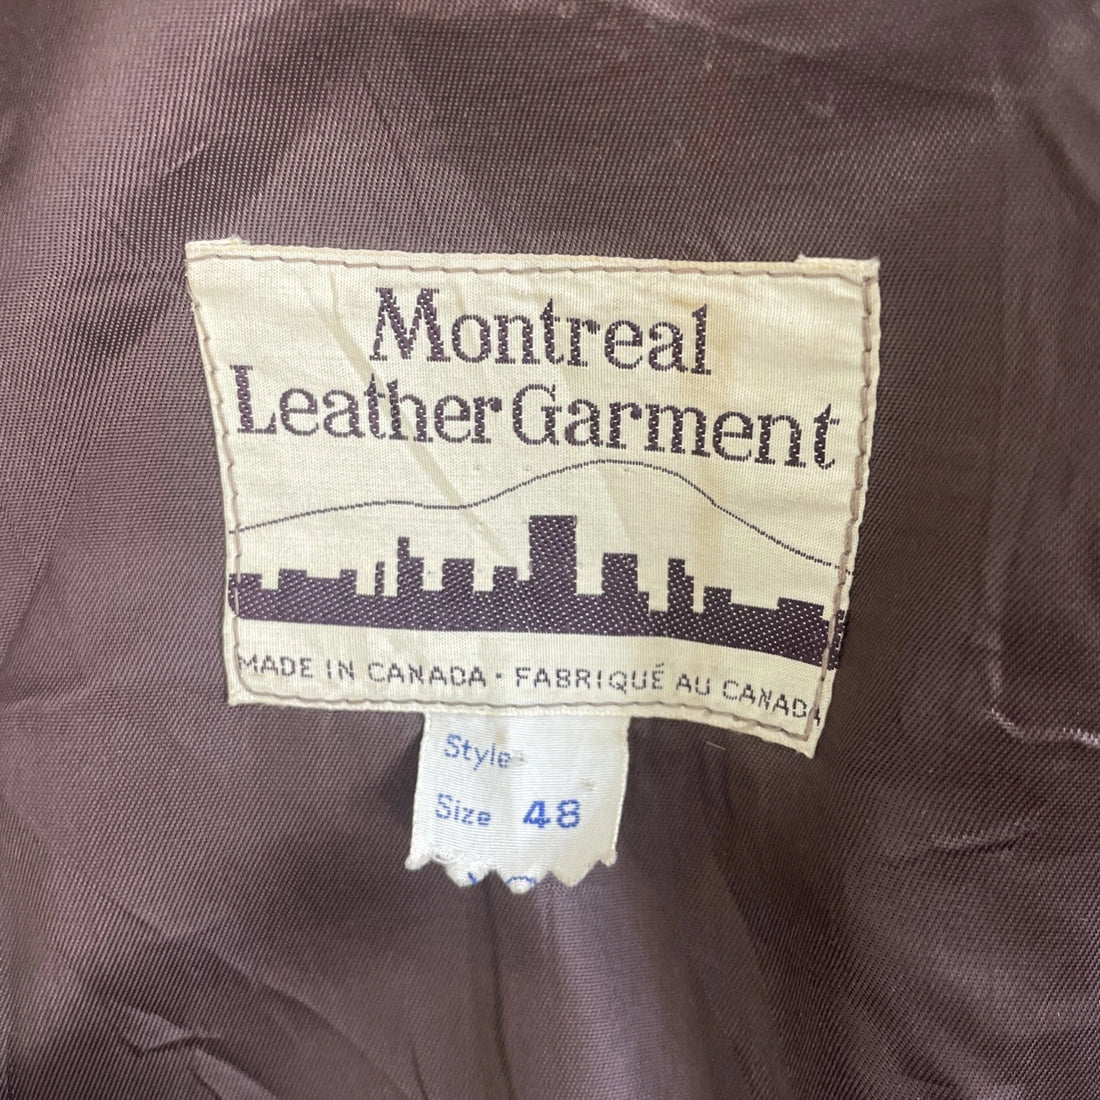 Montreal
Leather Garment
MADE IN CANADA · FABRIQUÉ AU CANADA
Style
Size 48